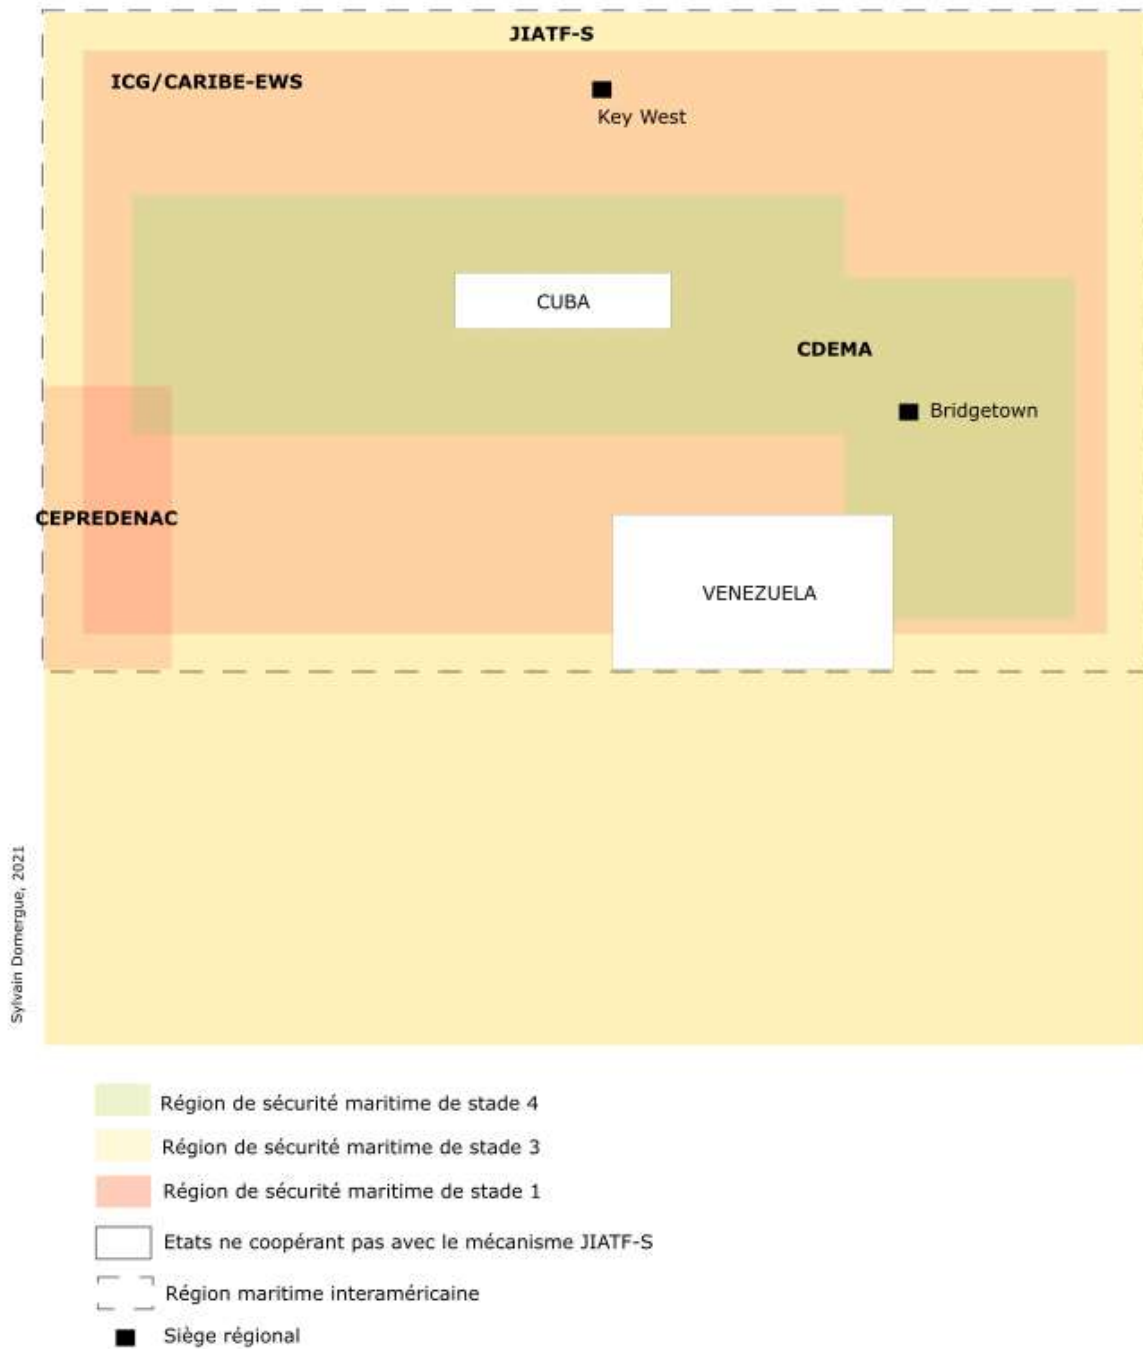 JIATF-S
ICG/CARIBE-EWS
Key West
CUBA
CDEMA
Bridgetown
CEPREDENAC
VENEZUELA
Sylvain Domergue, 2021
Région de sécurité maritime de stade 4
Région de sécurité maritime de stade 3
Région de sécurité maritime de stade 1
Etats ne coopérant pas avec le mécanisme JIATF-S
Région maritime interaméricaine
Siège régional